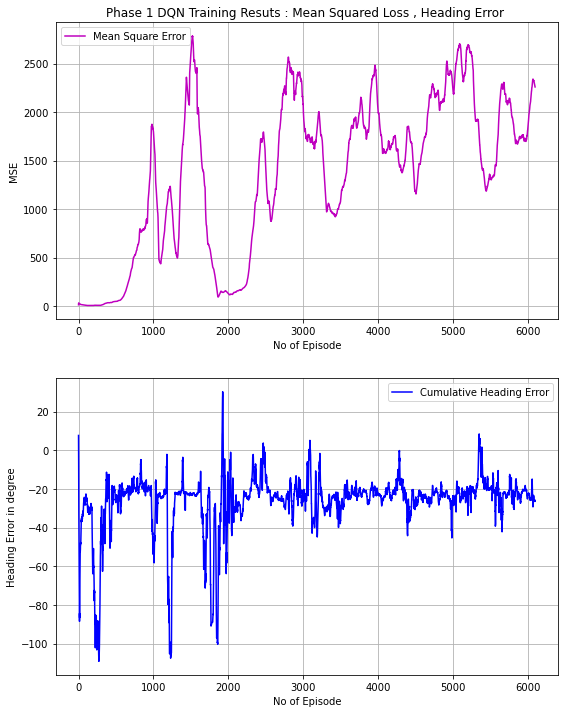 Phase 1 DQN Training Resuts : Mean Squared Loss , Heading Error
Mean Square Error
2500
2000
1500
1000
500
0
MSE
0 1000 2000 3000 4000 5000 6000
No of Episode
Cumulative Heading Error
20
0
−20
−40
−60
−80
−100
Heading Error in degree
0 1000 2000 3000 4000 5000 6000
No of Episode